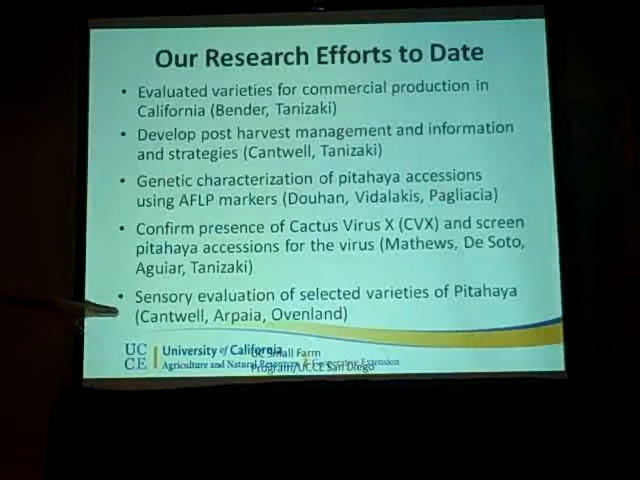 Our Research Efforts to Date
• Evaluated varieties for commercial production in
California (Bender, Tanizaki)
• Develop post harvest management and information
and strategies (Cantwell, Tanizaki)
• Genetic characterization of pitahaya accessions
using AFLP markers (Douhan, Vidalakis, Pagliacia)
• Confirm presence of Cactus Virus X (CVX) and screen
pitahaya accessions for the virus (Mathews, De Soto,
Aguiar, Tanizaki)
• Sensory evaluation of selected varieties of Pitahaya
(Cantwell, Arpaia, Ovenland)
UC
CE
University of California
Agriculture and Natural Resources & Cooperative Extension
UC Small Farm
Program/UCCE San Diego